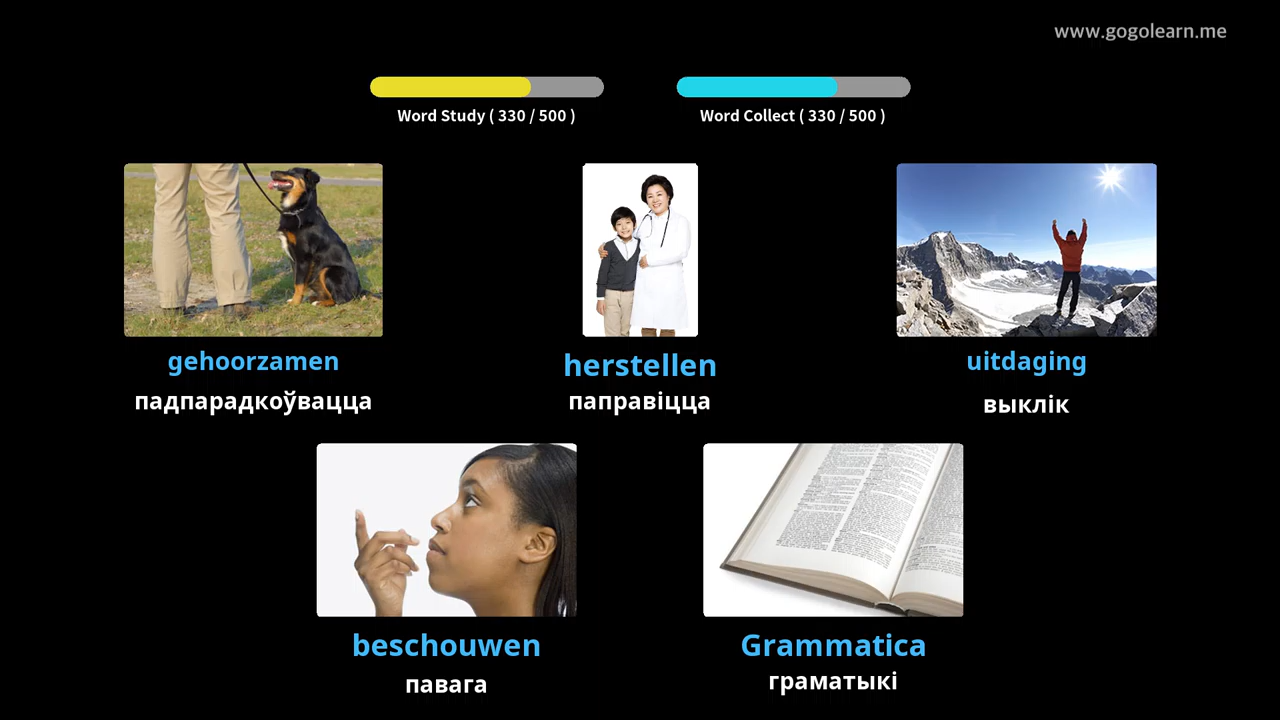 www.gogolearn.me
Word Study ( 330 / 500 )
Word Collect ( 330 / 500 )
gehoorzamen
падпарадкоўвацца
herstellen
паправіцца
uitdaging
выклік
beschouwen
павага
Grammatica
граматыкі